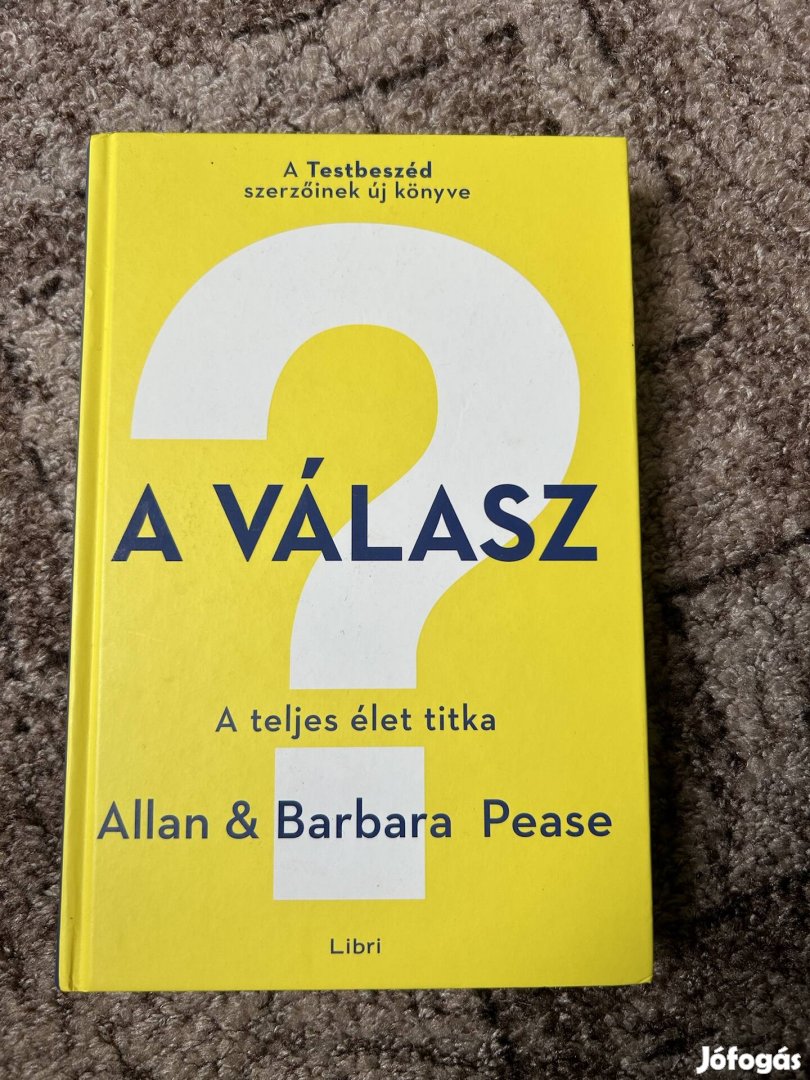 A Testbeszéd
szerzőinek új könyve
?
A VÁLASZ
A teljes élet titka
Allan & Barbara Pease
Libri
Jófogás